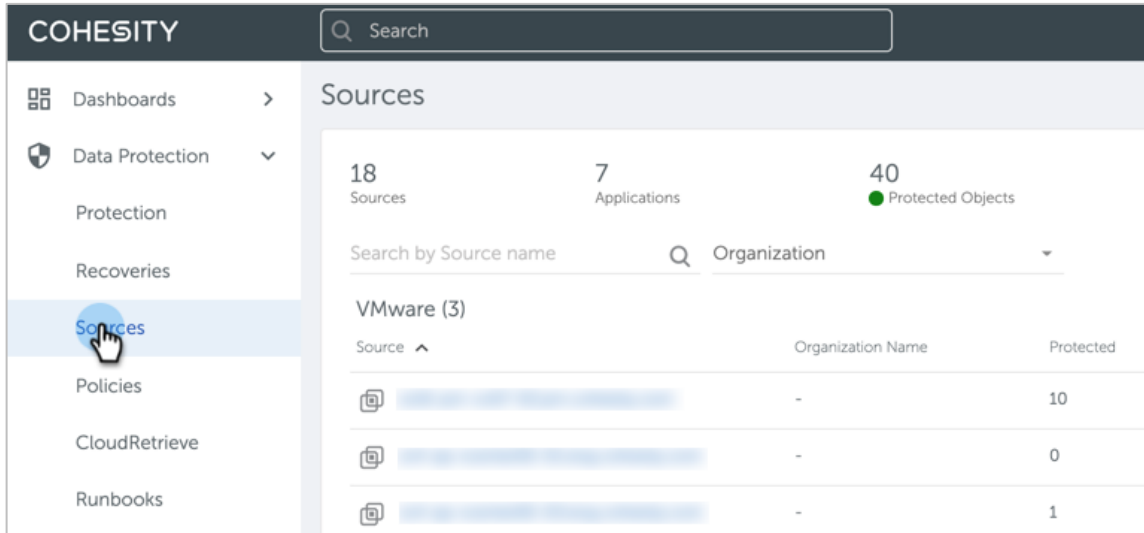 COHESITY
Search
Dashboards
Data Protection
Protection
Recoveries
Sources
Policies
CloudRetrieve
Runbooks
Sources
18
Sources
7
Applications
40
Protected Objects
Search by Source name
Organization
VMware (3)
Source Organization Name Protected
- 10
- 0
- 1